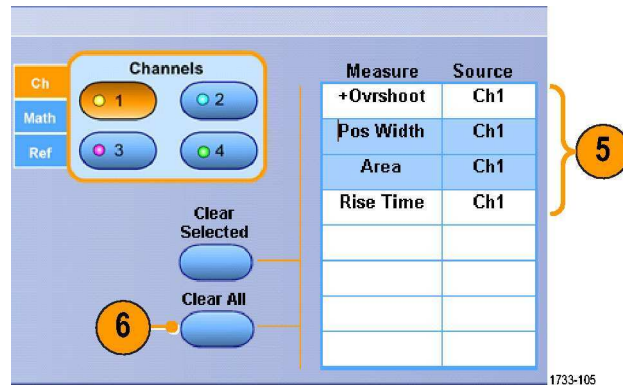 Ch
Math
Ref
Channels
1
2
3
4
Clear
Selected
Clear All
6
Measure Source
+Ovrshoot Ch1
Pos Width Ch1
Area Ch1
Rise Time Ch1
5
1733-105